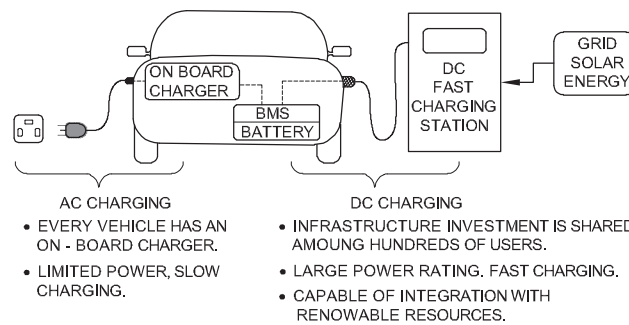 ON BOARD
CHARGER
BMS
BATTERY
DC
FAST
CHARGING
STATION
GRID
SOLAR
ENERGY
AC CHARGING
• EVERY VEHICLE HAS AN
ON - BOARD CHARGER.
• LIMITED POWER, SLOW
CHARGING.
DC CHARGING
• INFRASTRUCTURE INVESTMENT IS SHARED
AMOUNG HUNDREDS OF USERS.
• LARGE POWER RATING. FAST CHARGING.
• CAPABLE OF INTEGRATION WITH
RENOWABLE RESOURCES.